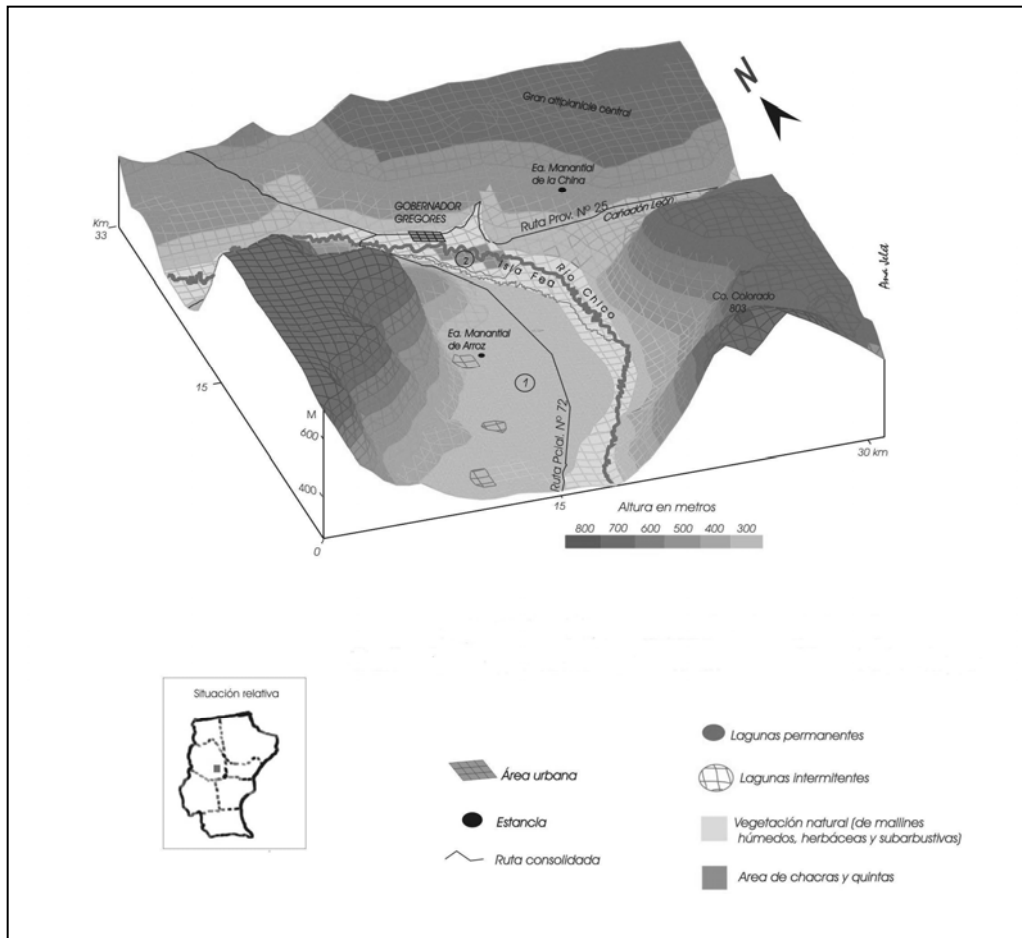 N
Gran altiplanicie central
Ea. Manantial
de la China
GOBERNADOR
GREGORES
Ruta Prov. Nº 25
Cañadón León
Km
33
2
Isla Fea
Río Chico
Co. Colorado
803
Ea. Manantial
de Arroz
1
15
M
600
400
Ruta Pcial. Nº 72
0
15
30 km
Altura en metros
800 700 600 500 400 300
Situación relativa
Área urbana
Estancia
Ruta consolidada
Lagunas permanentes
Lagunas intermitentes
Vegetación natural (de mallines
húmedos, herbáceas y subarbustivas)
Area de chacras y quintas